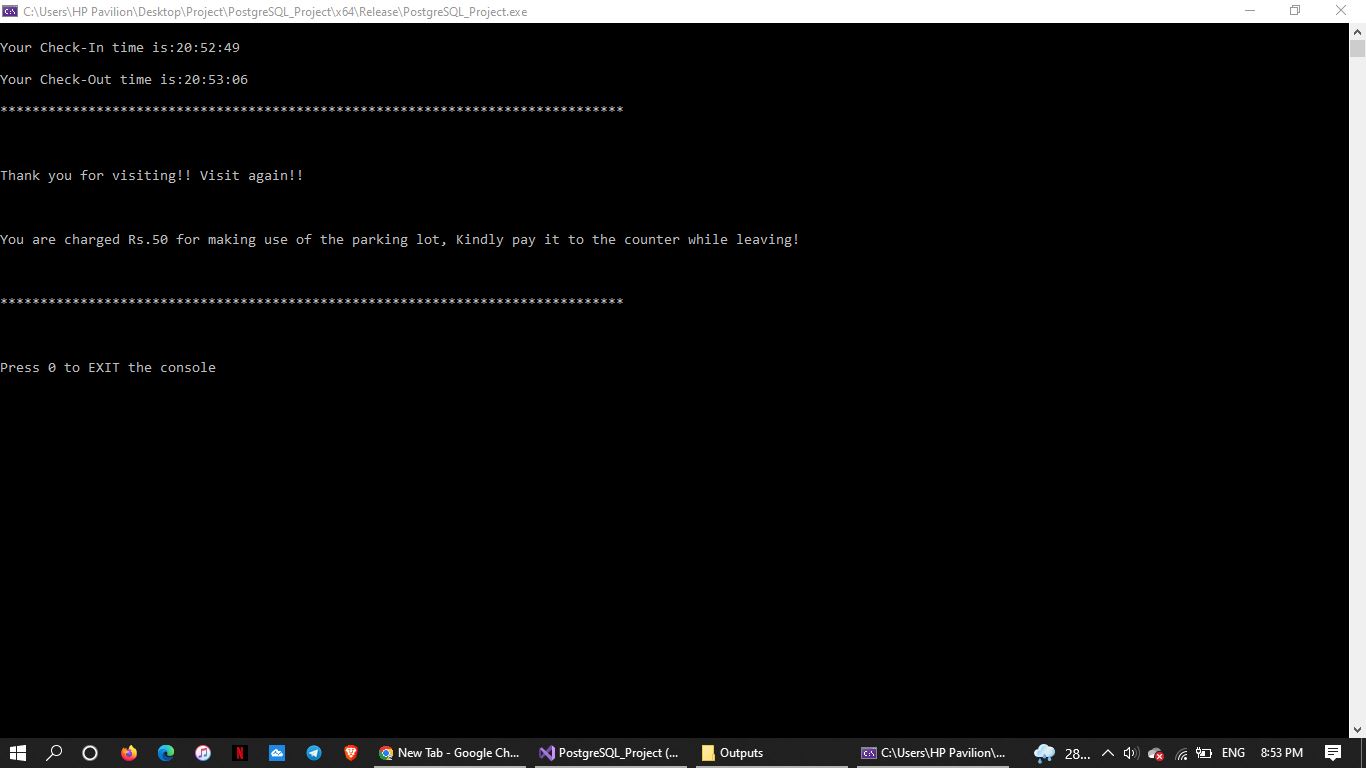 C:\Users\HP Pavilion\Desktop\Project\PostgreSQL_Project\x64\Release\PostgreSQL_Project.exe
Your Check-In time is:20:52:49
Your Check-Out time is:20:53:06
******************************************************************************
Thank you for visiting!! Visit again!!
You are charged Rs.50 for making use of the parking lot, Kindly pay it to the counter while leaving!
******************************************************************************
Press 0 to EXIT the console
New Tab - Google Ch... PostgreSQL_Project (... Outputs C:\Users\HP Pavilion\... 28... ENG 8:53 PM